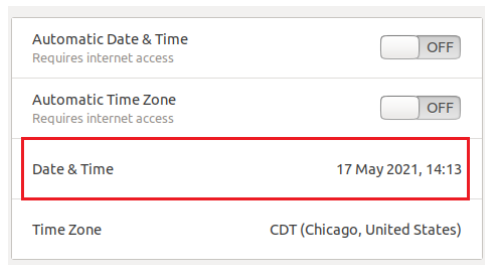 Automatic Date & Time
Requires internet access
OFF
Automatic Time Zone
Requires internet access
OFF
Date & Time 17 May 2021, 14:13
Time Zone CDT (Chicago, United States)